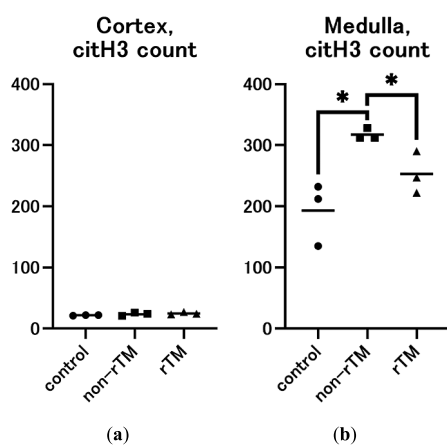 Cortex,
citH3 count
400
300
200
100
0
control
non-rTM
rTM
(a)
Medulla,
citH3 count
400
300
200
100
0
*
*
control
non-rTM
rTM
(b)